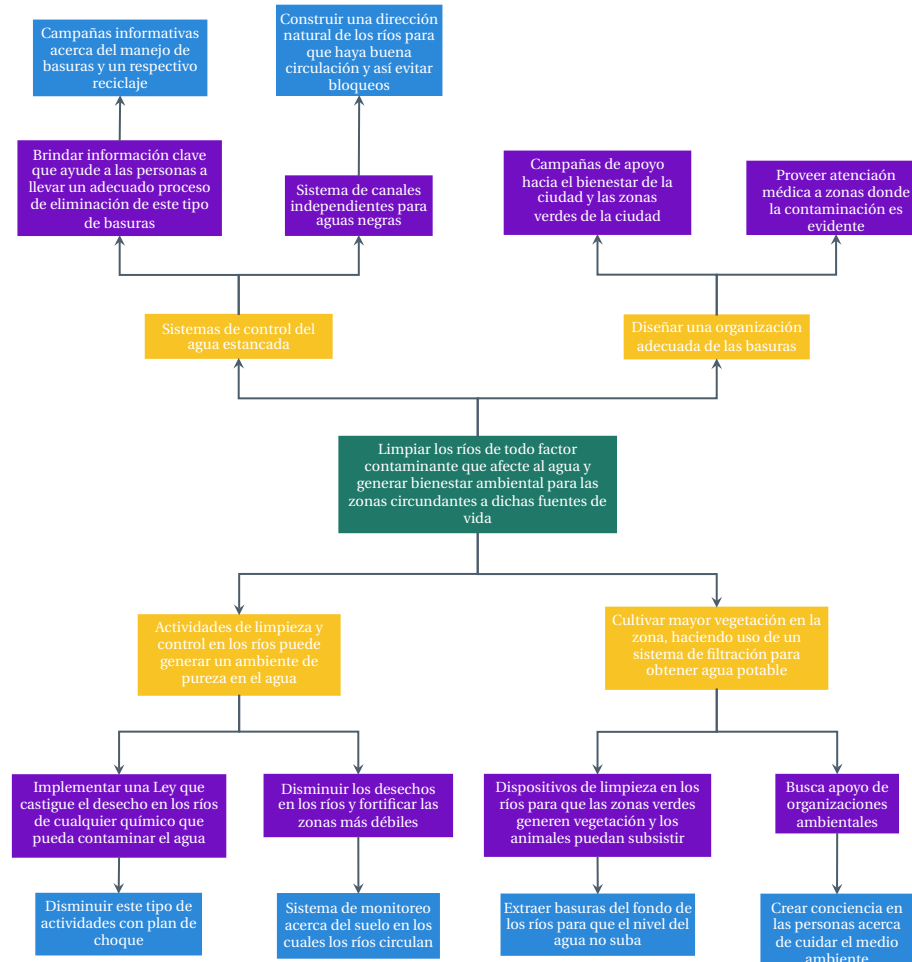 Campañas informativas
acerca del manejo de
basuras y un respectivo
reciclaje
Construir una dirección
natural de los ríos para
que haya buena
circulación y así evitar
bloqueos
Brindar información clave
que ayude a las personas a
llevar un adecuado proceso
de eliminación de este tipo
de basuras
Sistema de canales
independientes para
aguas negras
Campañas de apoyo
hacia el bienestar de la
ciudad y las zonas
verdes de la ciudad
Proveer atenciaón
médica a zonas donde
la contaminación es
evidente
Sistemas de control del
agua estancada
Diseñar una organización
adecuada de las basuras
Limpiar los ríos de todo factor
contaminante que afecte al agua y
generar bienestar ambiental para las
zonas circundantes a dichas fuentes de
vida
Actividades de limpieza y
control en los ríos puede
generar un ambiente de
pureza en el agua
Cultivar mayor vegetación en la
zona, haciendo uso de un
sistema de filtración para
obtener agua potable
Implementar una Ley que
castigue el desecho en los ríos
de cualquier químico que
pueda contaminar el agua
Disminuir los desechos
en los ríos y fortificar las
zonas más débiles
Dispositivos de limpieza en los
ríos para que las zonas verdes
generen vegetación y los
animales puedan subsistir
Busca apoyo de
organizaciones
ambientales
Disminuir este tipo de
actividades con plan de
choque
Sistema de monitoreo
acerca del suelo en los
cuales los ríos circulan
Extraer basuras del fondo de
los ríos para que el nivel del
agua no suba
Crear conciencia en
las personas acerca
de cuidar el medio
ambiente